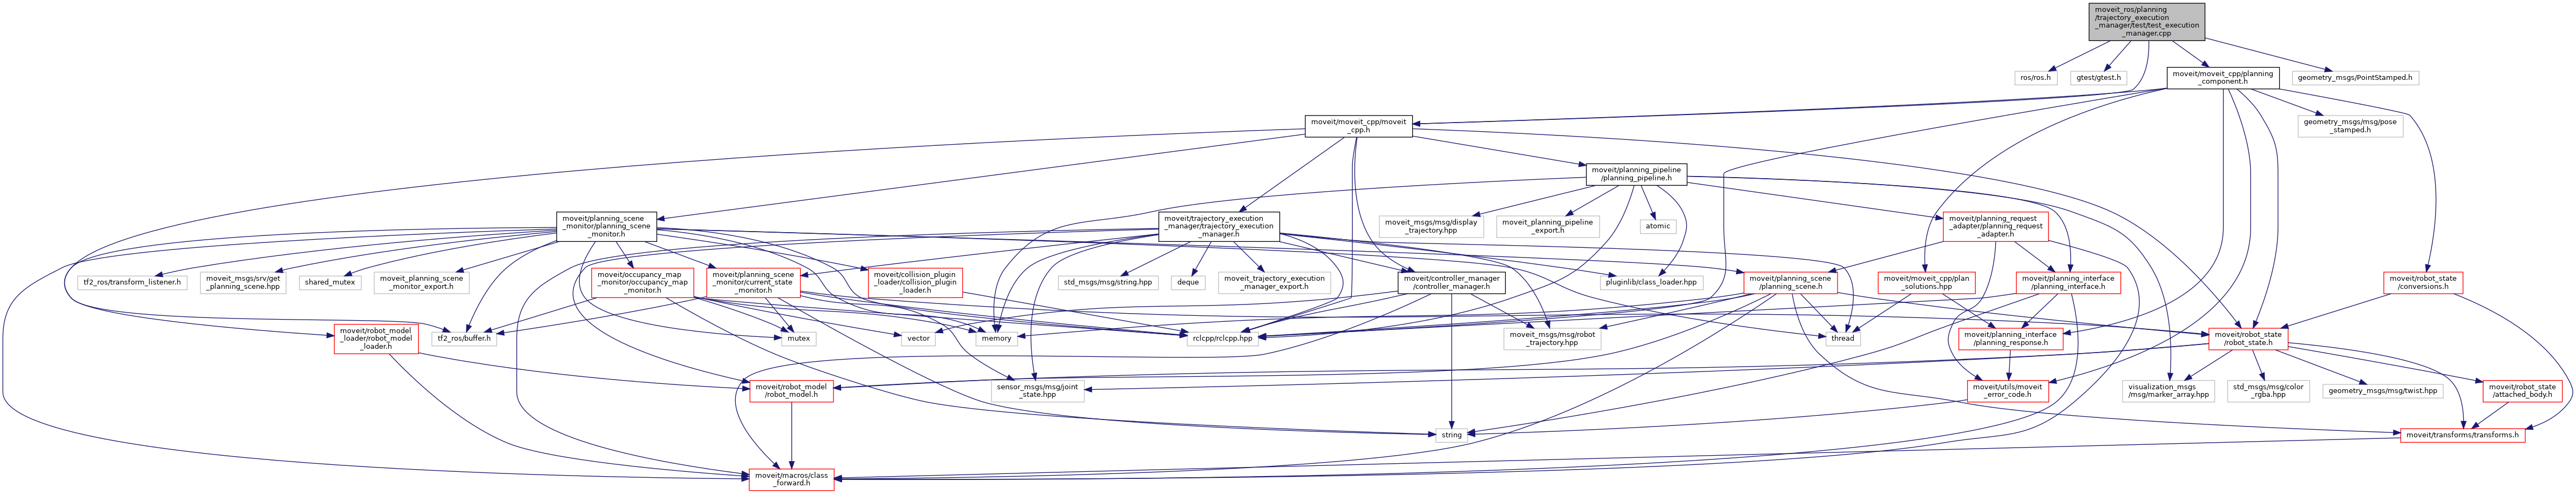 moveit_ros/planning
/trajectory_execution
_manager/test/test_execution
_manager.cpp
ros/ros.h
gtest/gtest.h
moveit/moveit_cpp/planning
_component.h
geometry_msgs/PointStamped.h
moveit/moveit_cpp/moveit
_cpp.h
geometry_msgs/msg/pose
_stamped.h
moveit/planning_pipeline
/planning_pipeline.h
moveit/planning_scene
_monitor/planning_scene
_monitor.h
moveit/trajectory_execution
_manager/trajectory_execution
_manager.h
moveit_msgs/msg/display
_trajectory.hpp
moveit_planning_pipeline
_export.h
atomic
moveit/planning_request
_adapter/planning_request
_adapter.h
tf2_ros/transform_listener.h
moveit_msgs/srv/get
_planning_scene.hpp
shared_mutex
moveit_planning_scene
_monitor_export.h
moveit/occupancy_map
_monitor/occupancy_map
_monitor.h
moveit/planning_scene
_monitor/current_state
_monitor.h
moveit/collision_plugin
_loader/collision_plugin
_loader.h
std_msgs/msg/string.hpp
deque
moveit_trajectory_execution
_manager_export.h
moveit/controller_manager
/controller_manager.h
pluginlib/class_loader.hpp
moveit/planning_scene
/planning_scene.h
moveit/moveit_cpp/plan
_solutions.hpp
moveit/planning_interface
/planning_interface.h
moveit/robot_state
/conversions.h
moveit/robot_model
_loader/robot_model
_loader.h
tf2_ros/buffer.h
mutex
vector
memory
rclcpp/rclcpp.hpp
moveit_msgs/msg/robot
_trajectory.hpp
thread
moveit/planning_interface
/planning_response.h
moveit/robot_state
/robot_state.h
moveit/robot_model
/robot_model.h
sensor_msgs/msg/joint
_state.hpp
moveit/utils/moveit
_error_code.h
visualization_msgs
/msg/marker_array.hpp
std_msgs/msg/color
_rgba.hpp
geometry_msgs/msg/twist.hpp
moveit/robot_state
/attached_body.h
string
moveit/transforms/transforms.h
moveit/macros/class
_forward.h